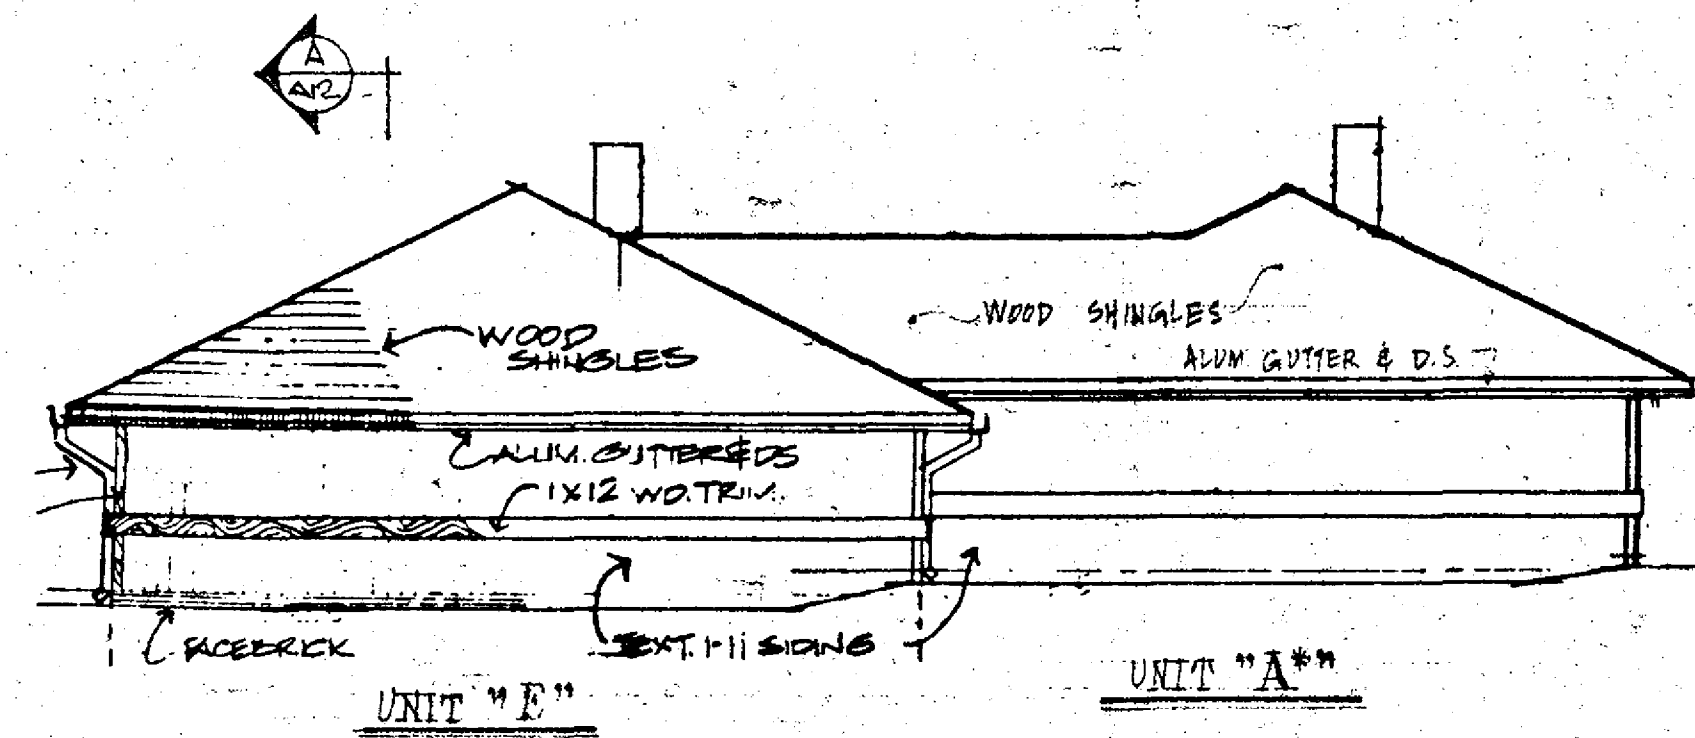 A
A12
WOOD SHINGLES
WOOD
SHINGLES
ALUM. GUTTER & D.S.
ALUM. GUTTER & DS
1X12 WD. TRIM.
FACEBRICK
TEXT. 1-11 SIDING
UNIT "E"
UNIT "A*"